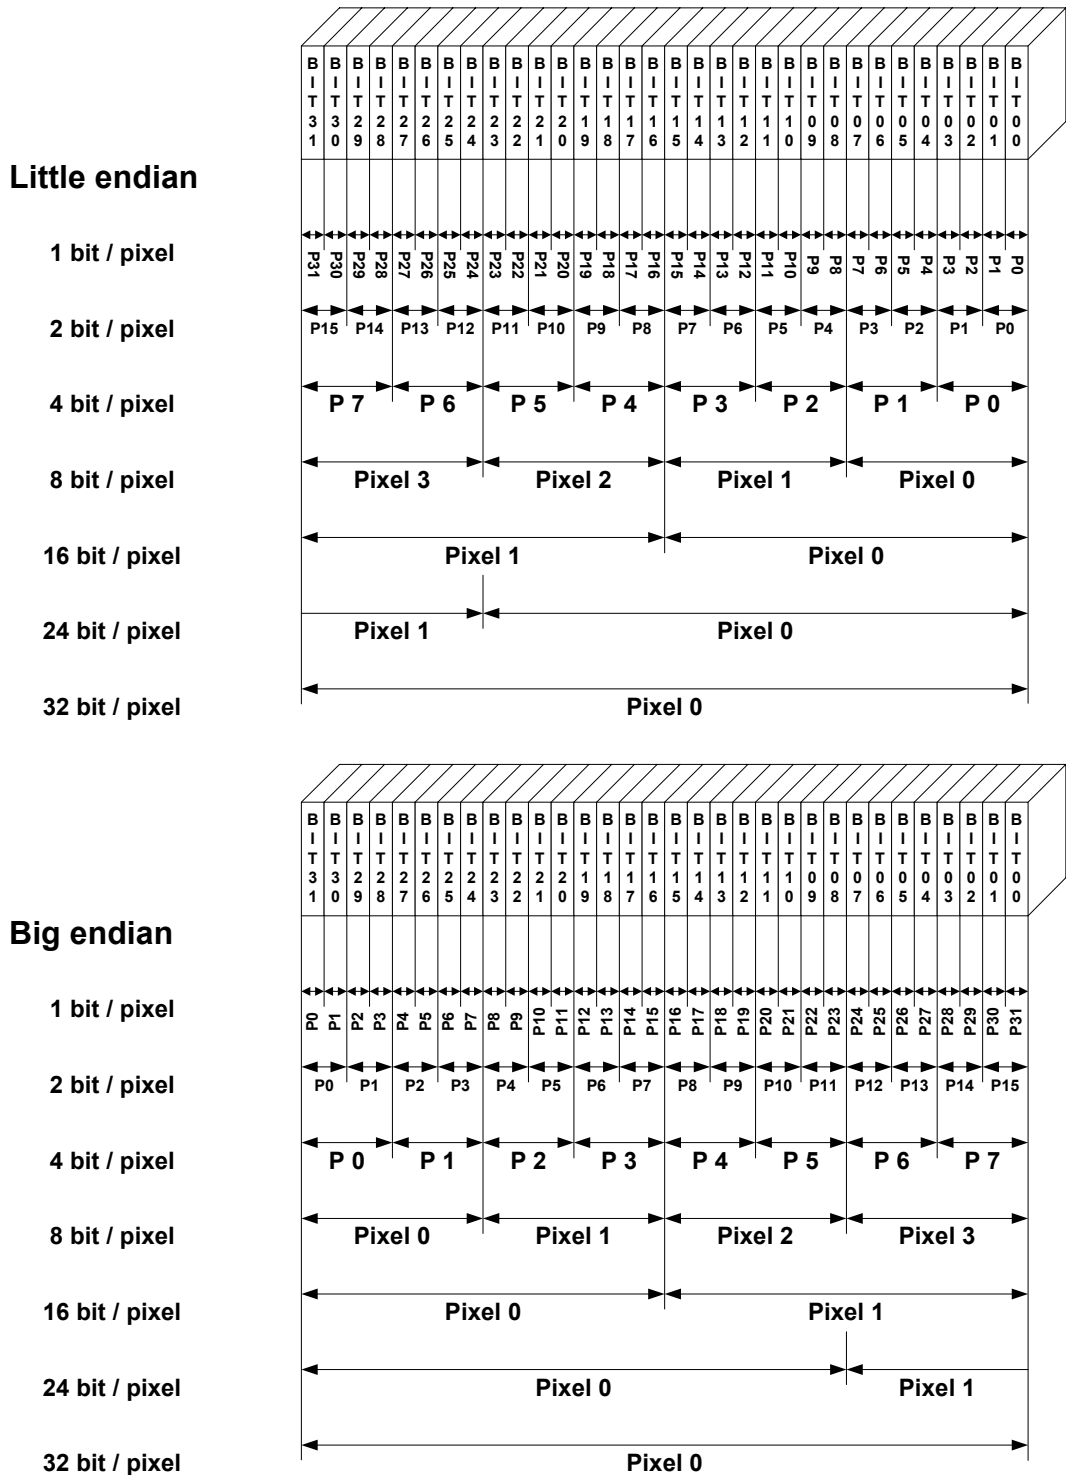 BIT31 BIT30 BIT29 BIT28 BIT27 BIT26 BIT25 BIT24 BIT23 BIT22 BIT21 BIT20 BIT19 BIT18 BIT17 BIT16 BIT15 BIT14 BIT13 BIT12 BIT11 BIT10 BIT09 BIT08 BIT07 BIT06 BIT05 BIT04 BIT03 BIT02 BIT01 BIT00
Little endian
1 bit / pixel P31 P30 P29 P28 P27 P26 P25 P24 P23 P22 P21 P20 P19 P18 P17 P16 P15 P14 P13 P12 P11 P10 P9 P8 P7 P6 P5 P4 P3 P2 P1 P0
2 bit / pixel P15 P14 P13 P12 P11 P10 P9 P8 P7 P6 P5 P4 P3 P2 P1 P0
4 bit / pixel P 7 P 6 P 5 P 4 P 3 P 2 P 1 P 0
8 bit / pixel Pixel 3 Pixel 2 Pixel 1 Pixel 0
16 bit / pixel Pixel 1 Pixel 0
24 bit / pixel Pixel 1 Pixel 0
32 bit / pixel Pixel 0
BIT31 BIT30 BIT29 BIT28 BIT27 BIT26 BIT25 BIT24 BIT23 BIT22 BIT21 BIT20 BIT19 BIT18 BIT17 BIT16 BIT15 BIT14 BIT13 BIT12 BIT11 BIT10 BIT09 BIT08 BIT07 BIT06 BIT05 BIT04 BIT03 BIT02 BIT01 BIT00
Big endian
1 bit / pixel P0 P1 P2 P3 P4 P5 P6 P7 P8 P9 P10 P11 P12 P13 P14 P15 P16 P17 P18 P19 P20 P21 P22 P23 P24 P25 P26 P27 P28 P29 P30 P31
2 bit / pixel P0 P1 P2 P3 P4 P5 P6 P7 P8 P9 P10 P11 P12 P13 P14 P15
4 bit / pixel P 0 P 1 P 2 P 3 P 4 P 5 P 6 P 7
8 bit / pixel Pixel 0 Pixel 1 Pixel 2 Pixel 3
16 bit / pixel Pixel 0 Pixel 1
24 bit / pixel Pixel 0 Pixel 1
32 bit / pixel Pixel 0